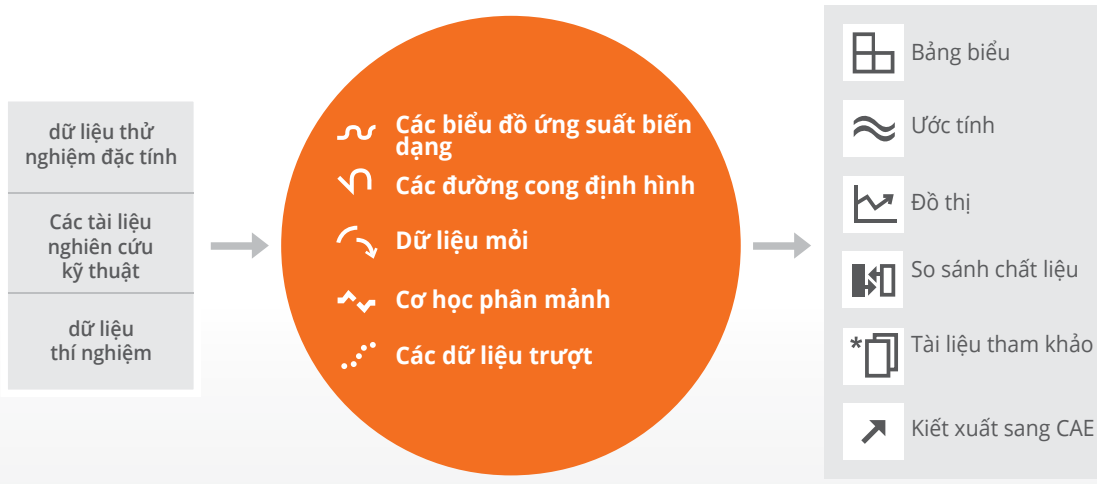 dữ liệu thử
nghiệm đặc tính
Các tài liệu
nghiên cứu
kỹ thuật
dữ liệu
thí nghiệm
Các biểu đồ ứng suất biến
dạng
Các đường cong định hình
Dữ liệu mỏi
Cơ học phân mảnh
Các dữ liệu trượt
Bảng biểu
Ước tính
Đồ thị
So sánh chất liệu
* Tài liệu tham khảo
Kiết xuất sang CAE